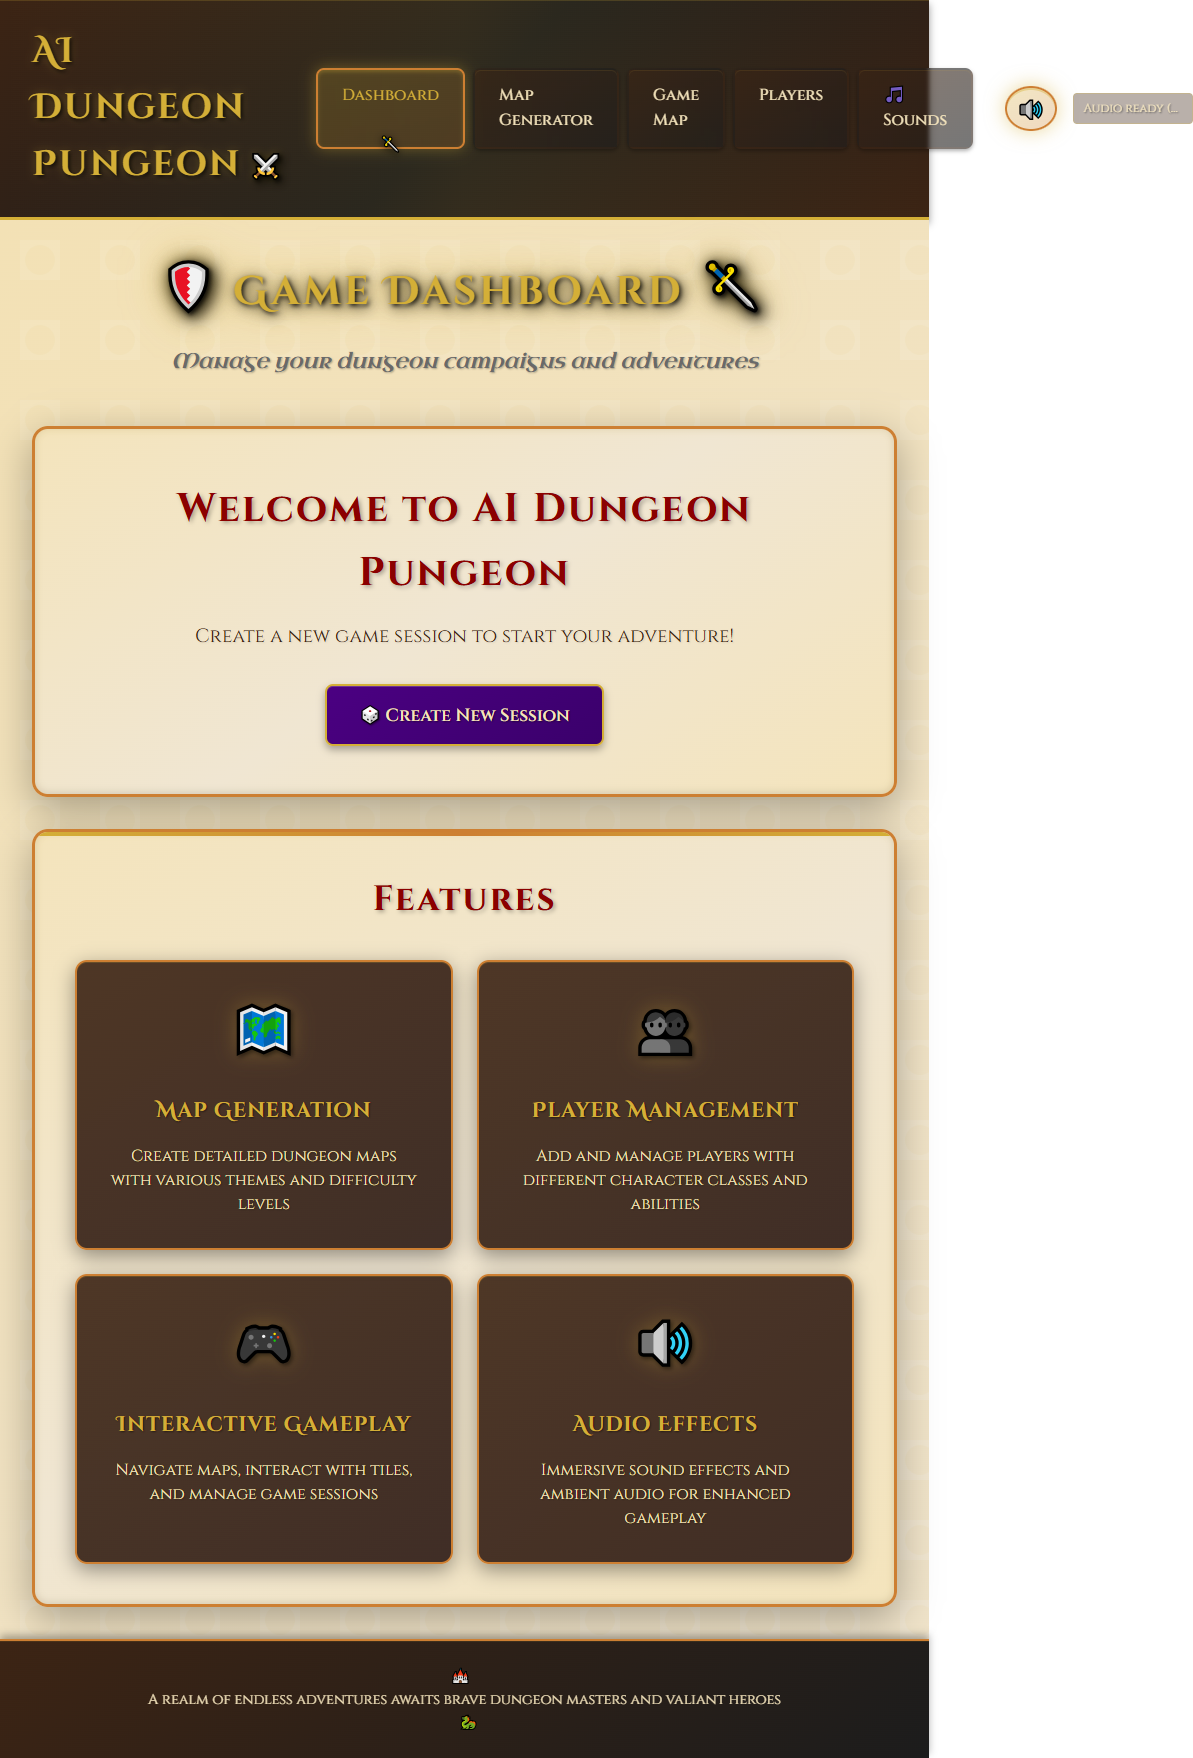 AI
Dungeon
Pungeon
Dashboard
Map
Generator
Game
Map
Players
Sounds
Audio ready (...
Game Dashboard
Manage your dungeon campaigns and adventures
Welcome to AI Dungeon
Pungeon
Create a new game session to start your adventure!
Create New Session
Features
Map Generation
Create detailed dungeon maps
with various themes and difficulty
levels
Player Management
Add and manage players with
different character classes and
abilities
Interactive Gameplay
Navigate maps, interact with tiles,
and manage game sessions
Audio Effects
Immersive sound effects and
ambient audio for enhanced
gameplay
A realm of endless adventures awaits brave dungeon masters and valiant heroes